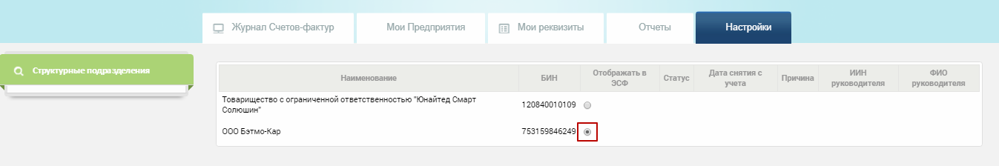 Журнал Счетов-фактур
Мои Предприятия
Мои реквизиты
Отчеты
Настройки
Структурные подразделения
Наименование
БИН
Отображать в
ЭСФ
Статус
Дата снятия с
учета
Причина
ИИН
руководителя
ФИО
руководителя
Товарищество с ограниченной ответственностью "Юнайтед Смарт
Солюшин"
120840010109
ООО Бэтмо-Кар
753159846249